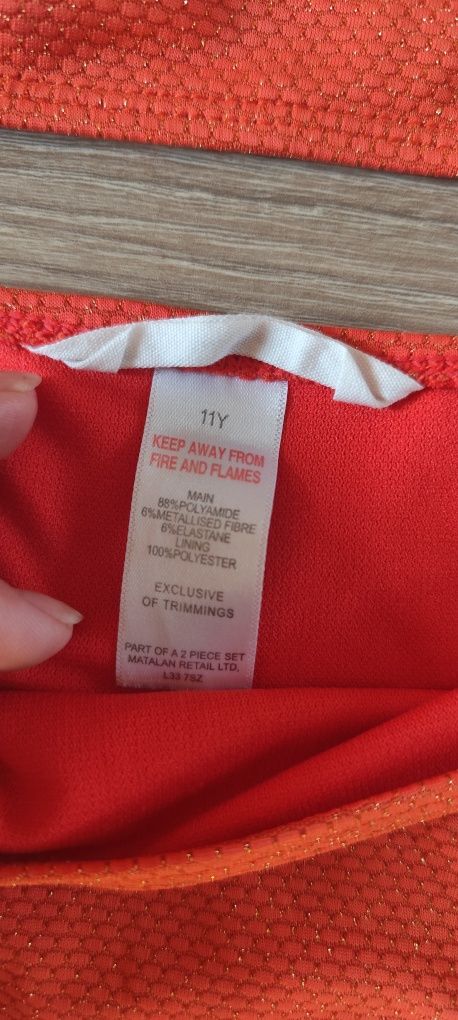 11Y
KEEP AWAY FROM
FIRE AND FLAMES
MAIN
88%POLYAMIDE
6%METALLISED FIBRE
6%ELASTANE
LINING
100%POLYESTER
EXCLUSIVE
OF TRIMMINGS
PART OF A 2 PIECE SET
MATALAN RETAIL LTD,
L33 7SZ